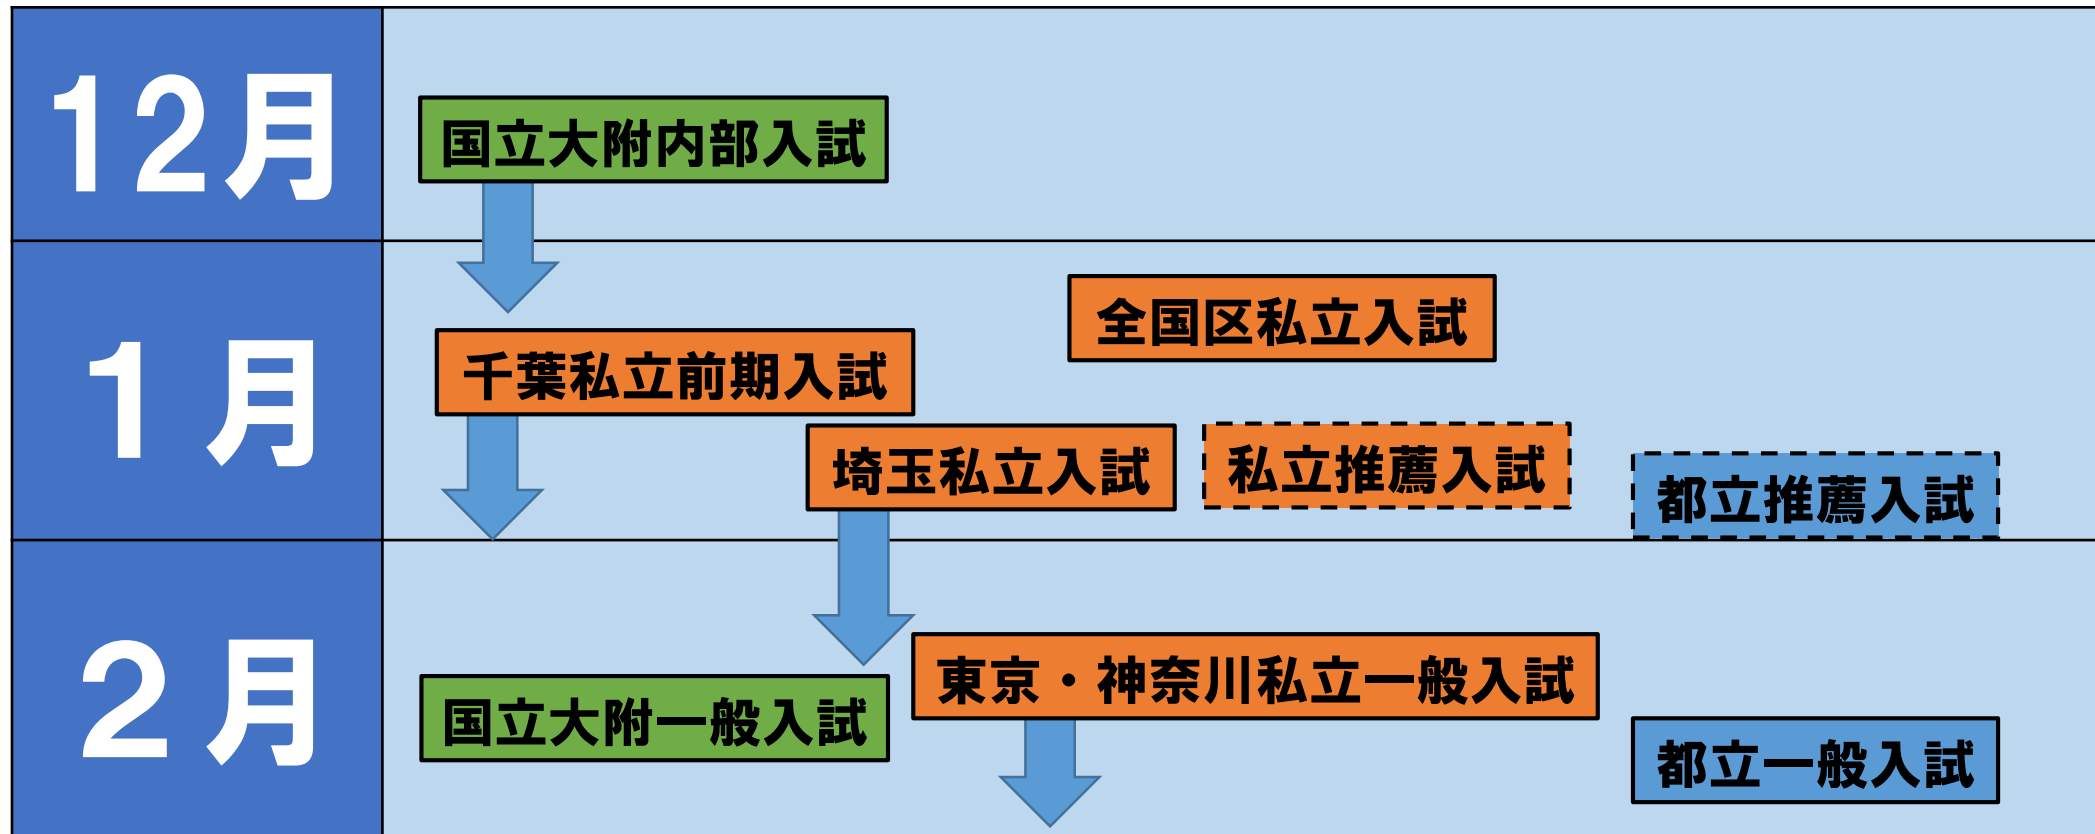 12月
国立大附内部入試
1月
全国区私立入試
千葉私立前期入試
埼玉私立入試
私立推薦入試
都立推薦入試
2月
東京・神奈川私立一般入試
国立大附一般入試
都立一般入試